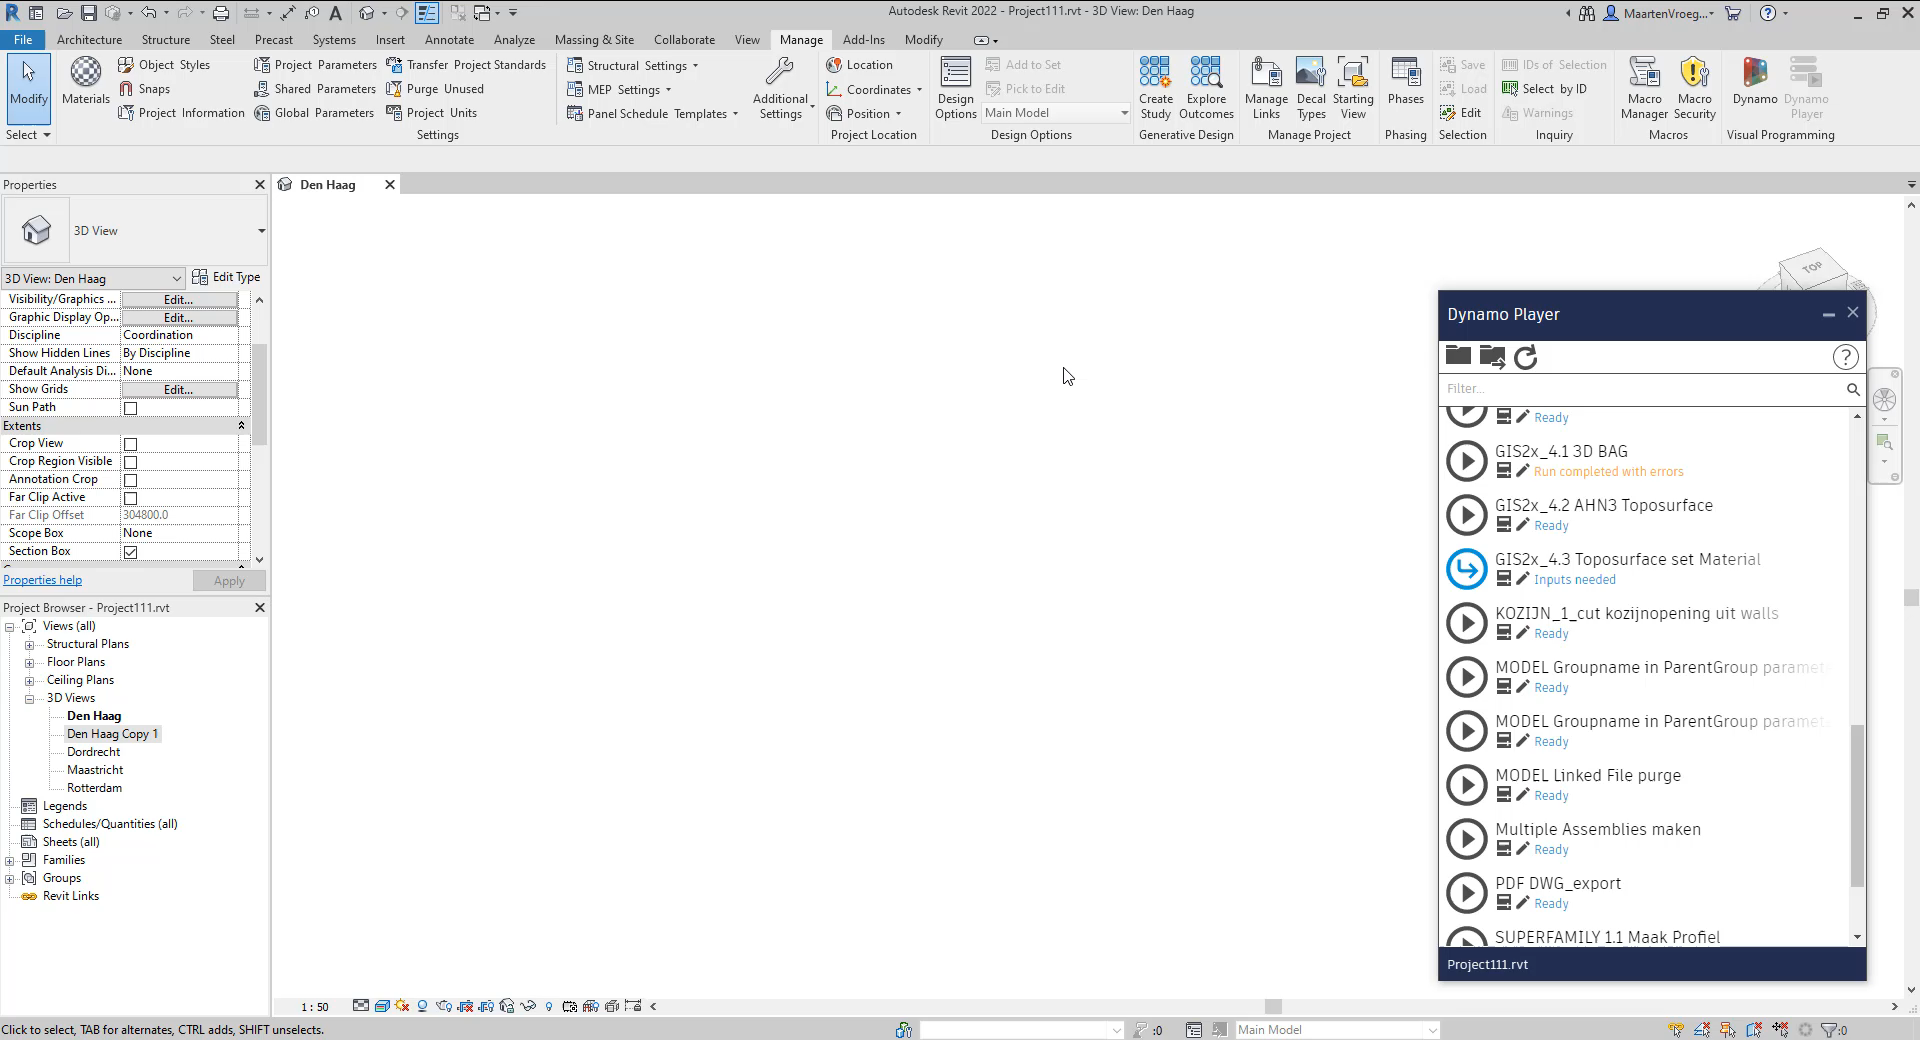 Autodesk Revit 2022 - Project111.rvt - 3D View: Den Haag
MaartenVroeg...
File Architecture Structure Steel Precast Systems Insert Annotate Analyze Massing & Site Collaborate View Manage Add-Ins Modify
Modify
Select
Materials
Object Styles
Snaps
Project Information
Project Parameters
Shared Parameters
Global Parameters
Transfer Project Standards
Purge Unused
Project Units
Settings
Structural Settings
MEP Settings
Panel Schedule Templates
Additional
Settings
Location
Coordinates
Position
Project Location
Design
Options
Add to Set
Pick to Edit
Main Model
Design Options
Create
Study
Explore
Outcomes
Generative Design
Manage
Links
Decal
Types
Starting
View
Manage Project
Phases
Phasing
Save
Load
Edit
Selection
IDs of Selection
Select by ID
Warnings
Inquiry
Macro
Manager
Macro
Security
Macros
Dynamo
Dynamo
Player
Visual Programming
Properties
3D View
3D View: Den Haag
Edit Type
Visibility/Graphics ... Edit...
Graphic Display Op... Edit...
Discipline Coordination
Show Hidden Lines By Discipline
Default Analysis Di... None
Show Grids Edit...
Sun Path
Extents
Crop View
Crop Region Visible
Annotation Crop
Far Clip Active
Far Clip Offset 304800.0
Scope Box None
Section Box
Properties help
Apply
Project Browser - Project111.rvt
Views (all)
Structural Plans
Floor Plans
Ceiling Plans
3D Views
Den Haag
Den Haag Copy 1
Dordrecht
Maastricht
Rotterdam
Legends
Schedules/Quantities (all)
Sheets (all)
Families
Groups
Revit Links
Den Haag
TOP
Dynamo Player
Filter...
Ready
GIS2x_4.1 3D BAG
Run completed with errors
GIS2x_4.2 AHN3 Toposurface
Ready
GIS2x_4.3 Toposurface set Material
Inputs needed
KOZIJN_1_cut kozijnopening uit walls
Ready
MODEL Groupname in ParentGroup paramet
Ready
MODEL Groupname in ParentGroup paramet
Ready
MODEL Linked File purge
Ready
Multiple Assemblies maken
Ready
PDF DWG_export
Ready
SUPERFAMILY 1.1 Maak Profiel
Project111.rvt
1 : 50
Click to select, TAB for alternates, CTRL adds, SHIFT unselects.
:0
Main Model
:0